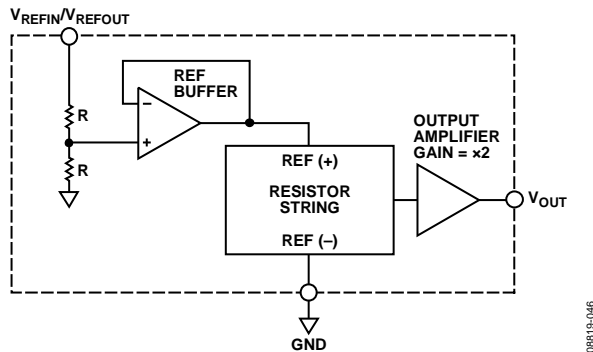 VREFIN/VREFOUT
REF
BUFFER
R
–
+
R
OUTPUT
AMPLIFIER
GAIN = ×2
REF (+)
RESISTOR
STRING
REF (–)
VOUT
GND
08819-046